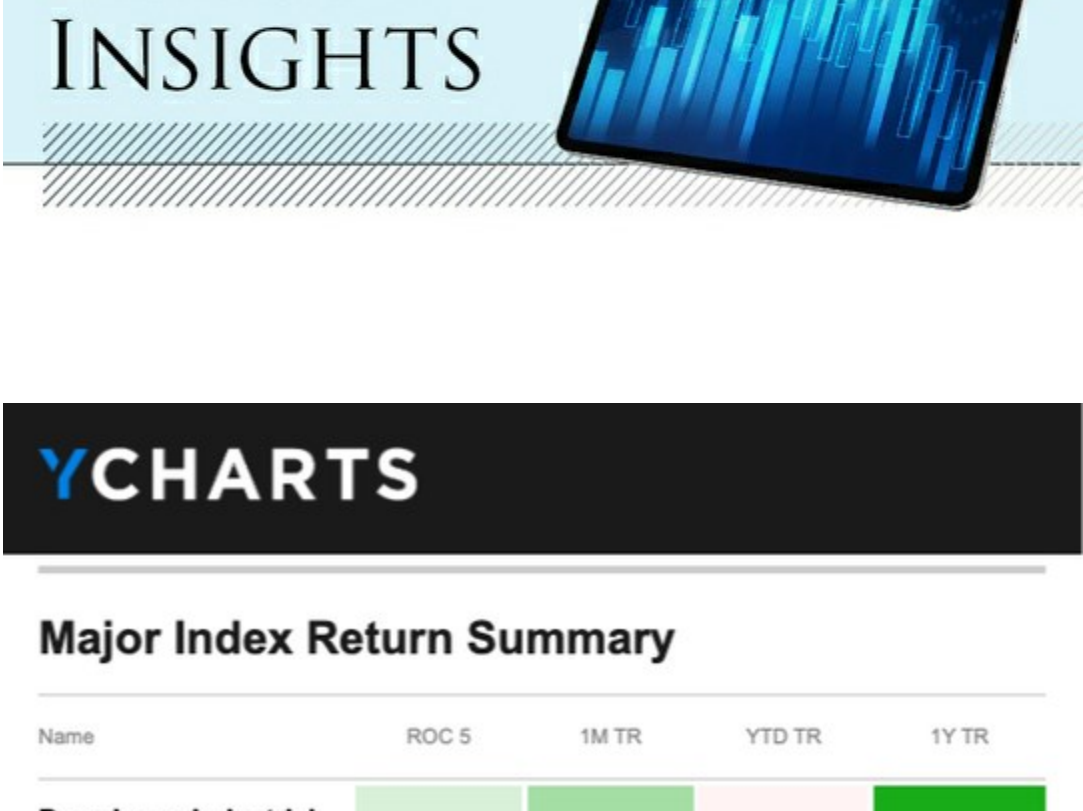 INSIGHTS
YCHARTS
Major Index Return Summary
Name ROC 5 1M TR YTD TR 1Y TR